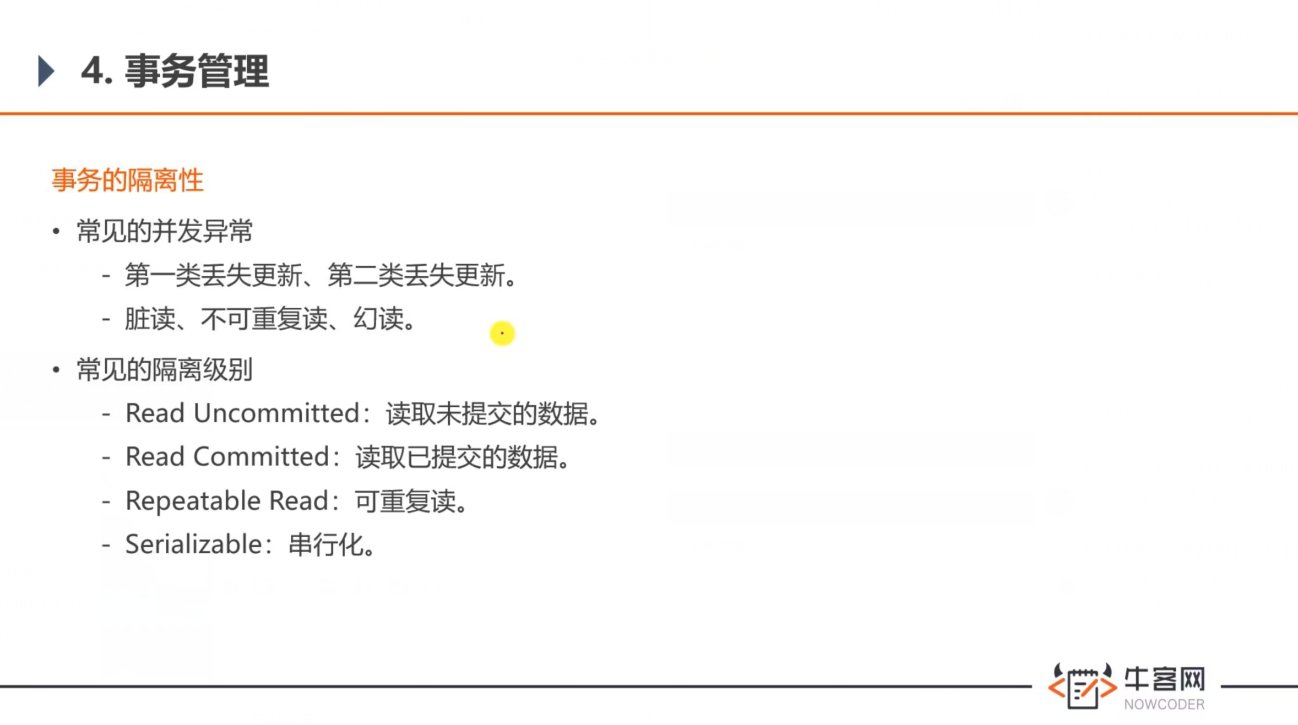 4. 事务管理
事务的隔离性
• 常见的并发异常
- 第一类丢失更新、第二类丢失更新。
- 脏读、不可重复读、幻读。
• 常见的隔离级别
- Read Uncommitted：读取未提交的数据。
- Read Committed：读取已提交的数据。
- Repeatable Read：可重复读。
- Serializable：串行化。
牛客网
NOWCODER